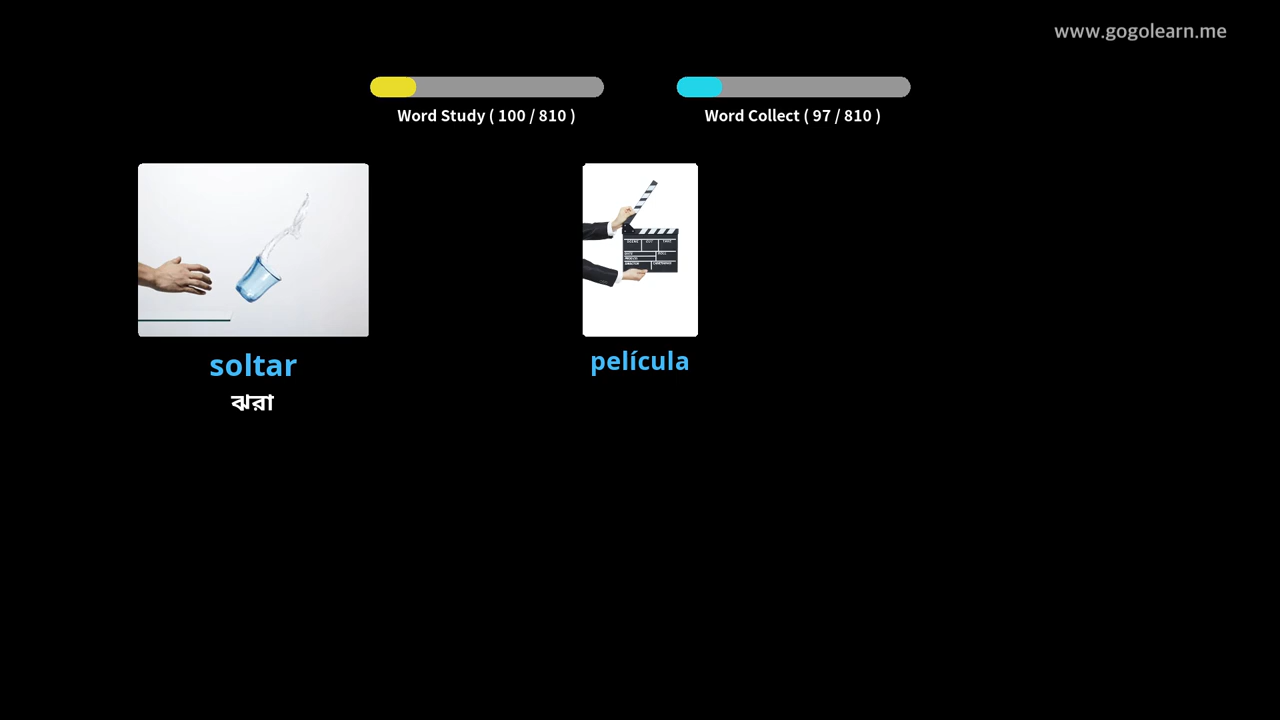 www.gogolearn.me
Word Study ( 100 / 810 )
Word Collect ( 97 / 810 )
soltar
ঝরা
película